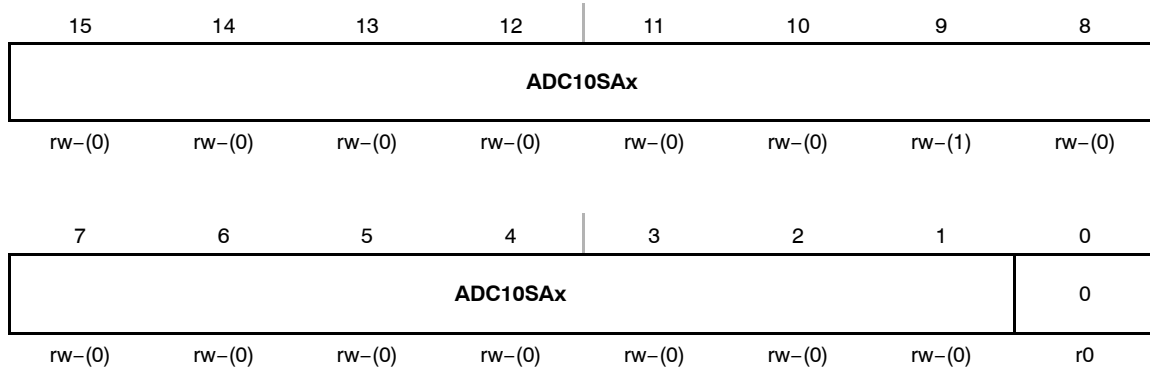 15 14 13 12 11 10 9 8
ADC10SAx
rw−(0) rw−(0) rw−(0) rw−(0) rw−(0) rw−(0) rw−(1) rw−(0)
7 6 5 4 3 2 1 0
ADC10SAx 0
rw−(0) rw−(0) rw−(0) rw−(0) rw−(0) rw−(0) rw−(0) r0